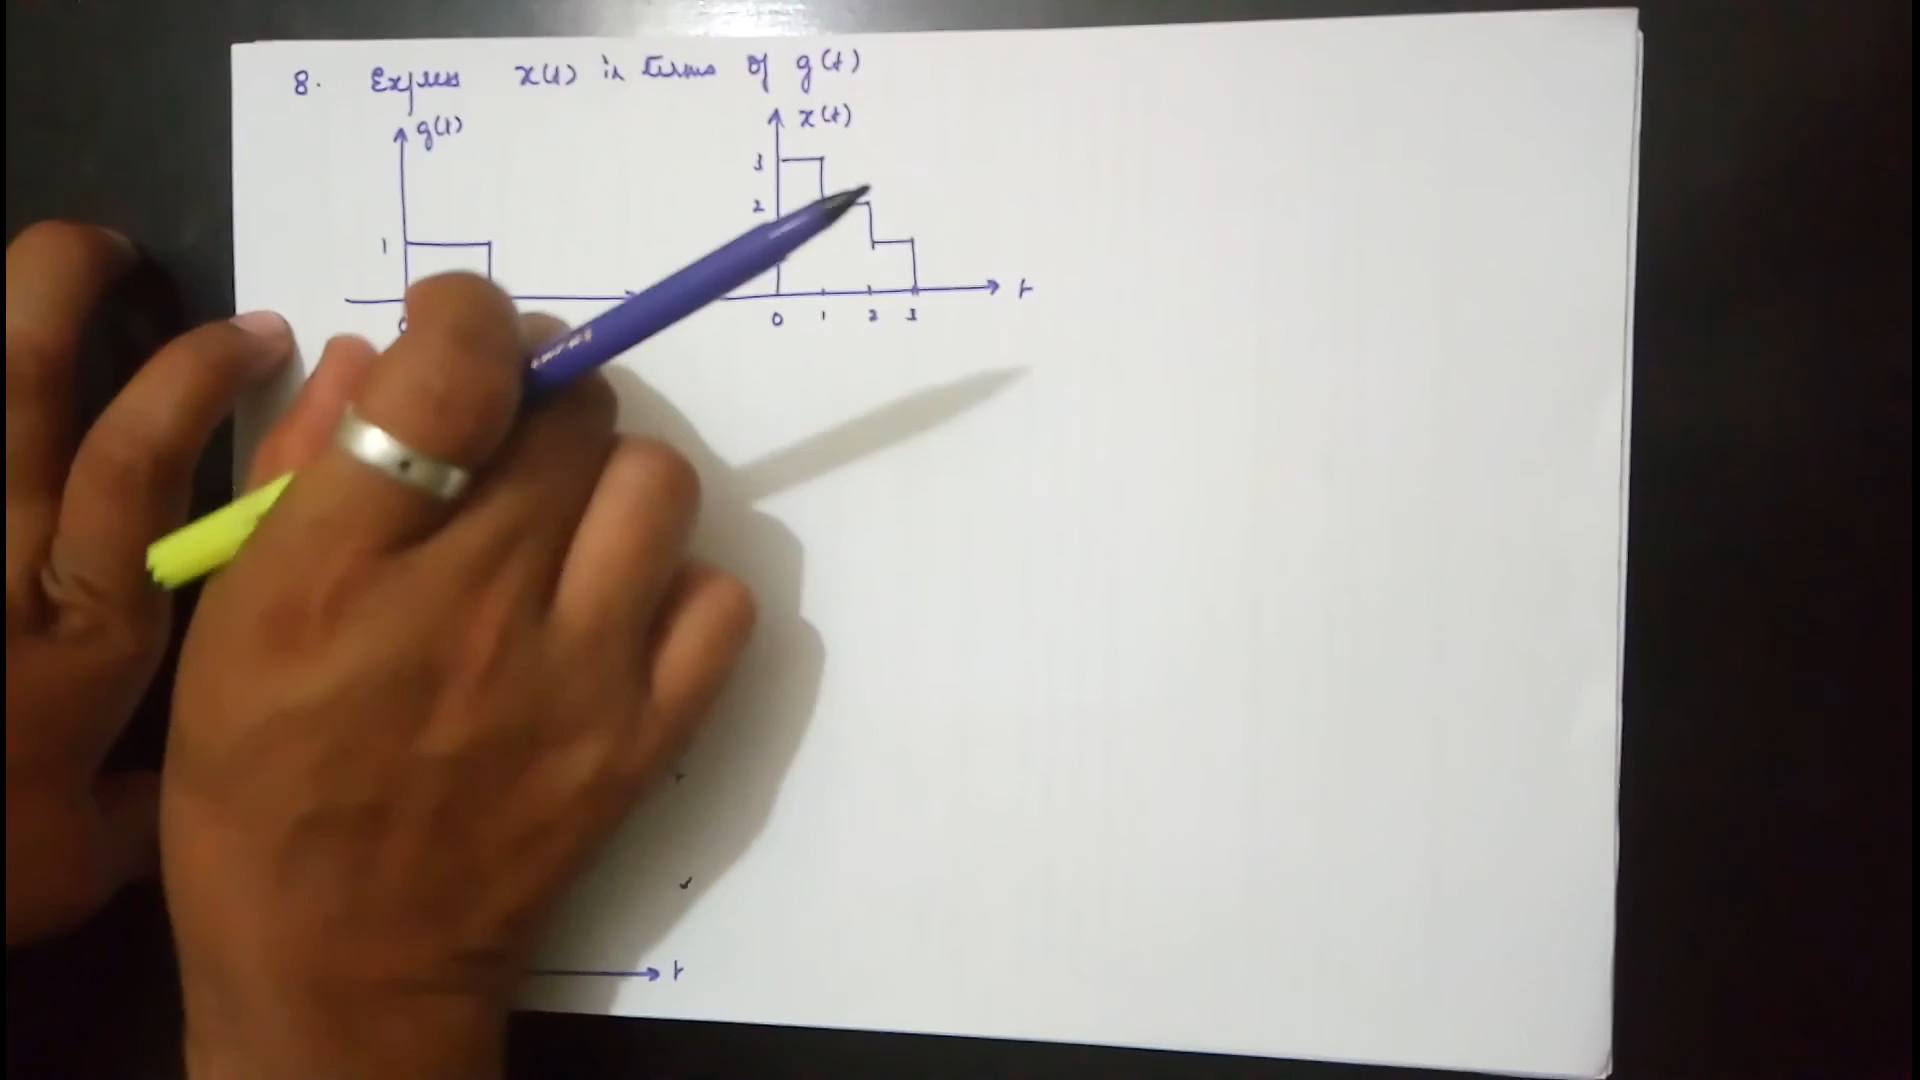 8. Express x(t) in terms of g(t)
g(t)
x(t)
3
2
1
t
0 1 2 3
t